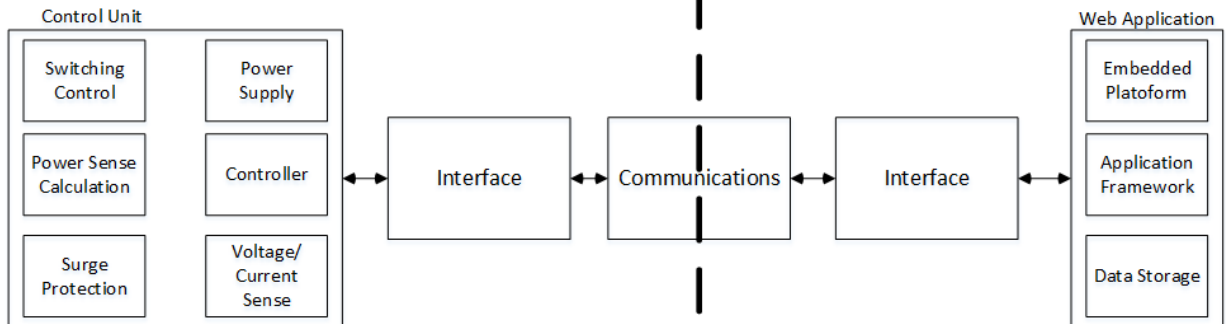 Control Unit
Switching
Control
Power
Supply
Power Sense
Calculation
Controller
Surge
Protection
Voltage/
Current
Sense
Interface
Communications
Interface
Web Application
Embedded
Platoform
Application
Framework
Data Storage